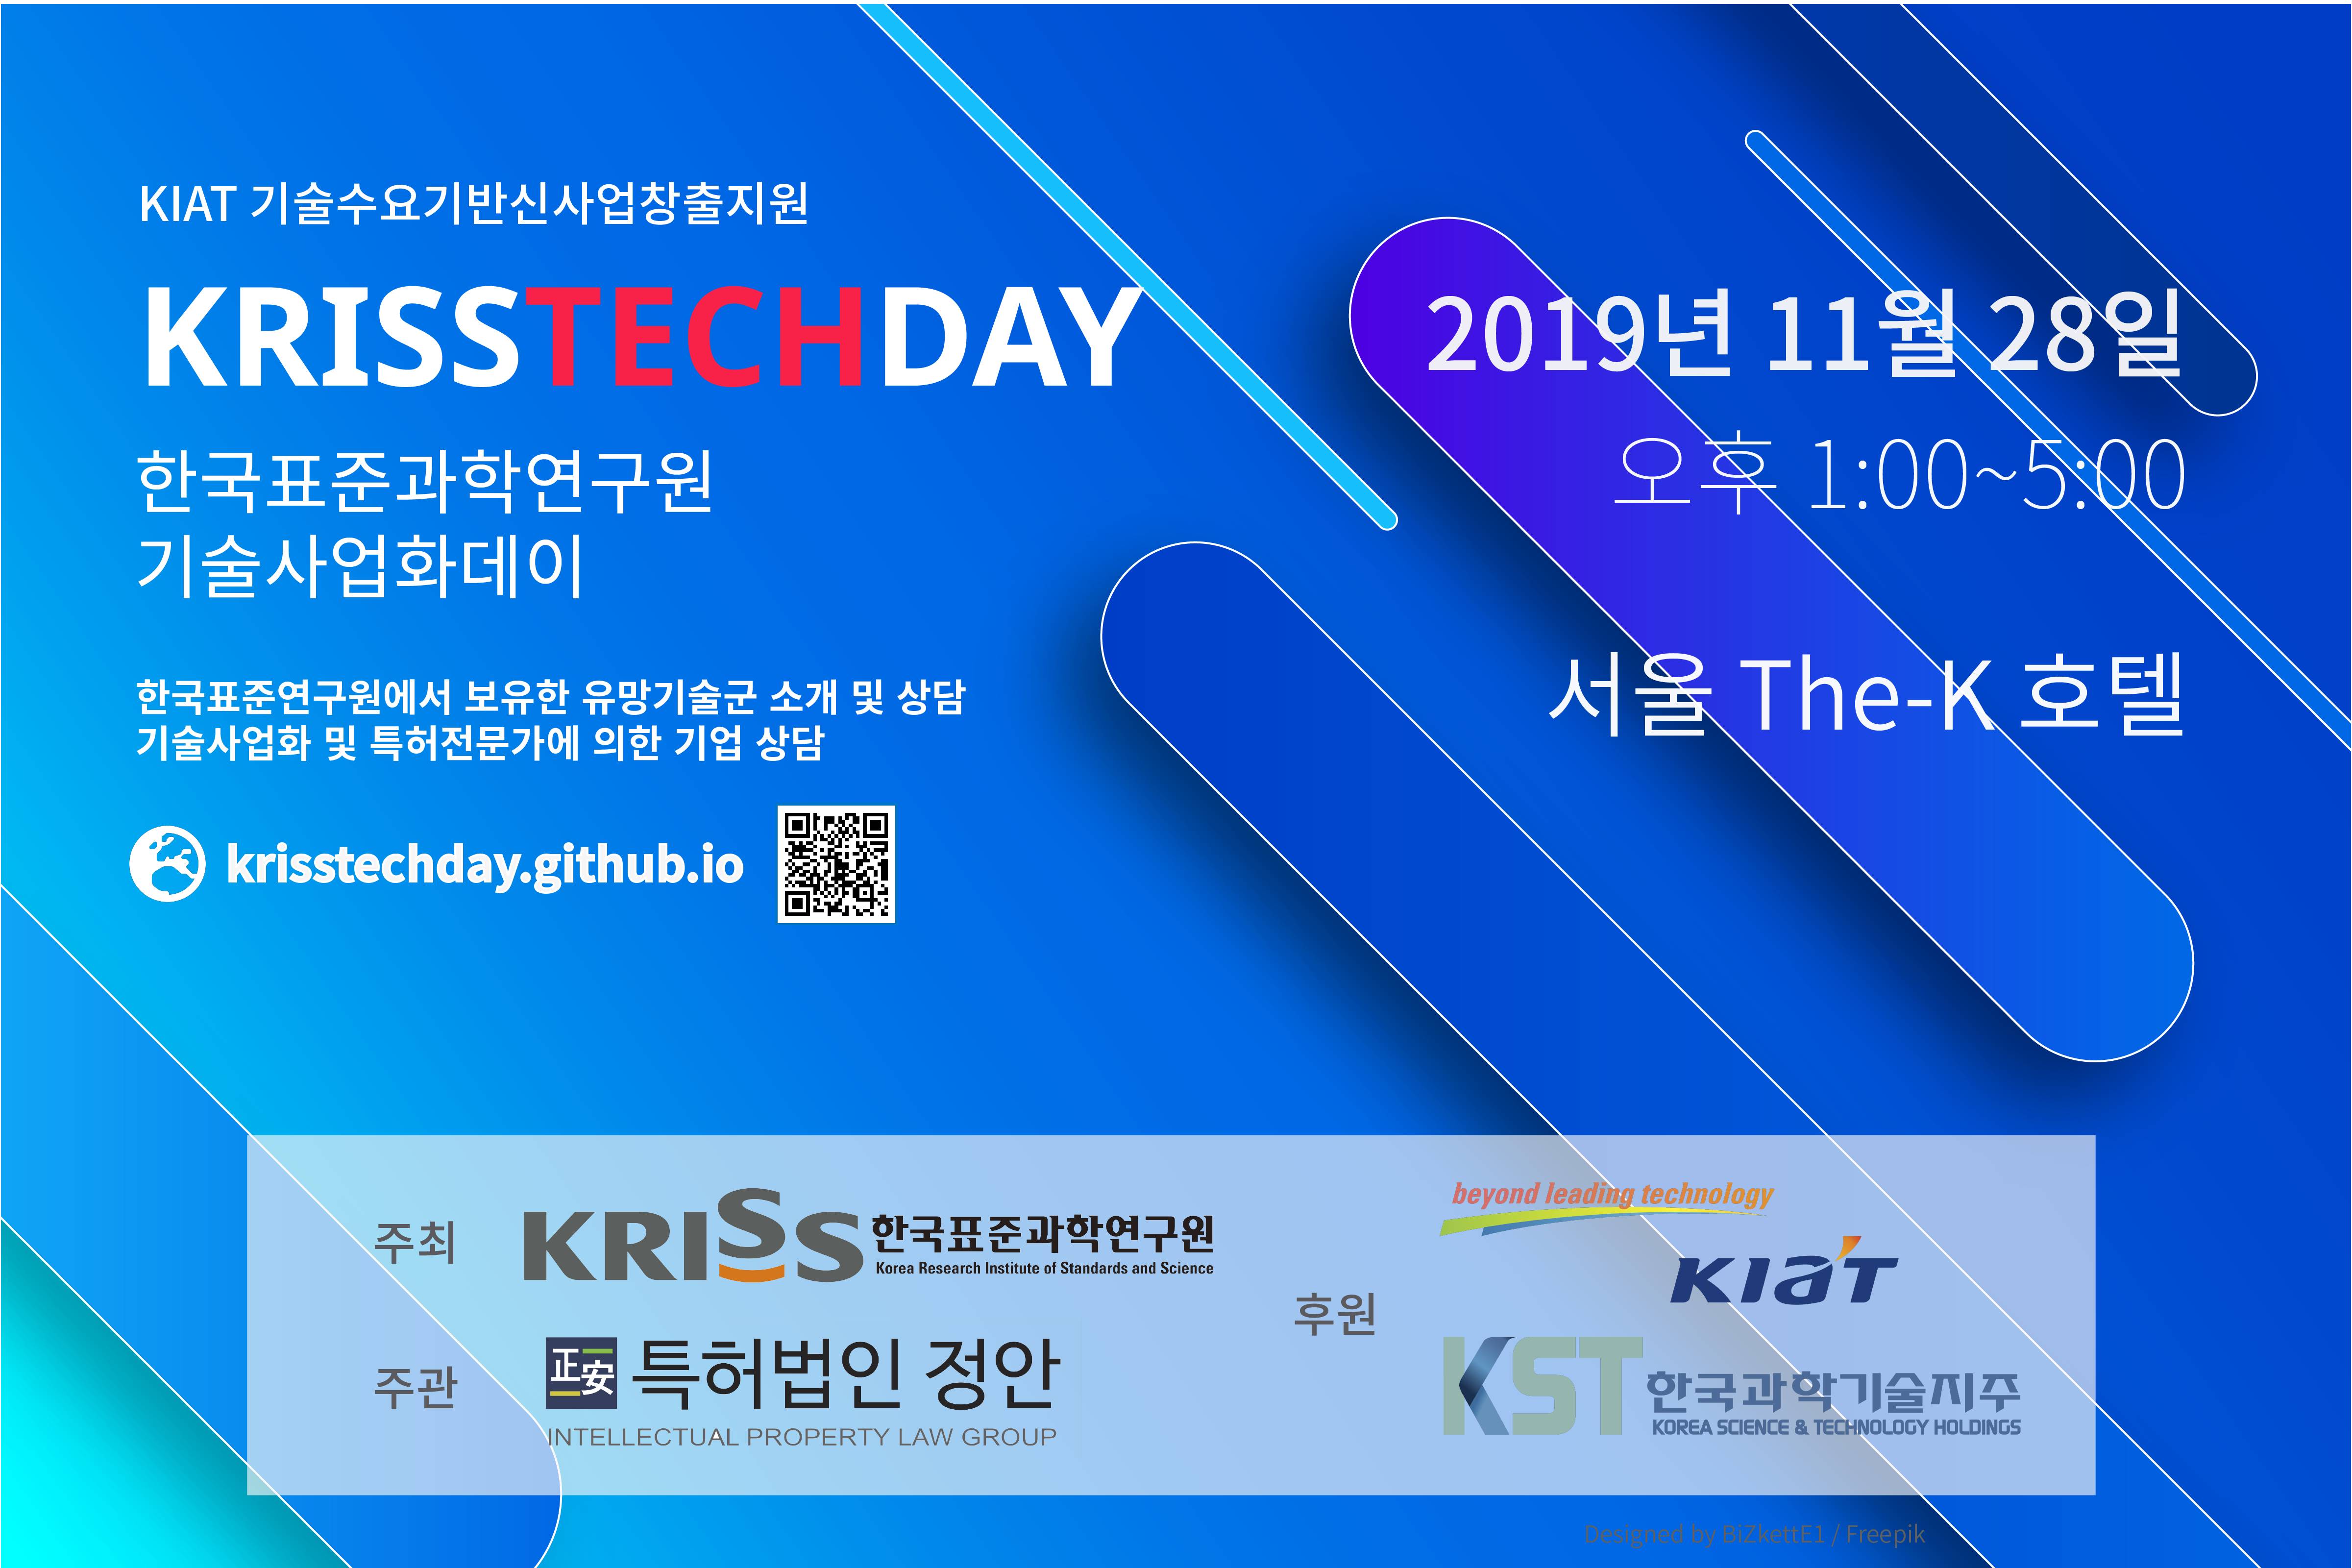 KIAT 기술수요기반신사업창출지원
KRISSTECHDAY
한국표준과학연구원
기술사업화데이
한국표준연구원에서 보유한 유망기술군 소개 및 상담
기술사업화 및 특허전문가에 의한 기업 상담
krisstechday.github.io
2019년 11월 28일
오후 1:00~5:00
서울 The-K 호텔
주최
KRISS 한국표준과학연구원
Korea Research Institute of Standards and Science
주관
正安 특허법인 정안
INTELLECTUAL PROPERTY LAW GROUP
후원
beyond leading technology
KIAT
KST 한국과학기술지주
KOREA SCIENCE & TECHNOLOGY HOLDINGS
Designed by BiZkettE1 / Freepik